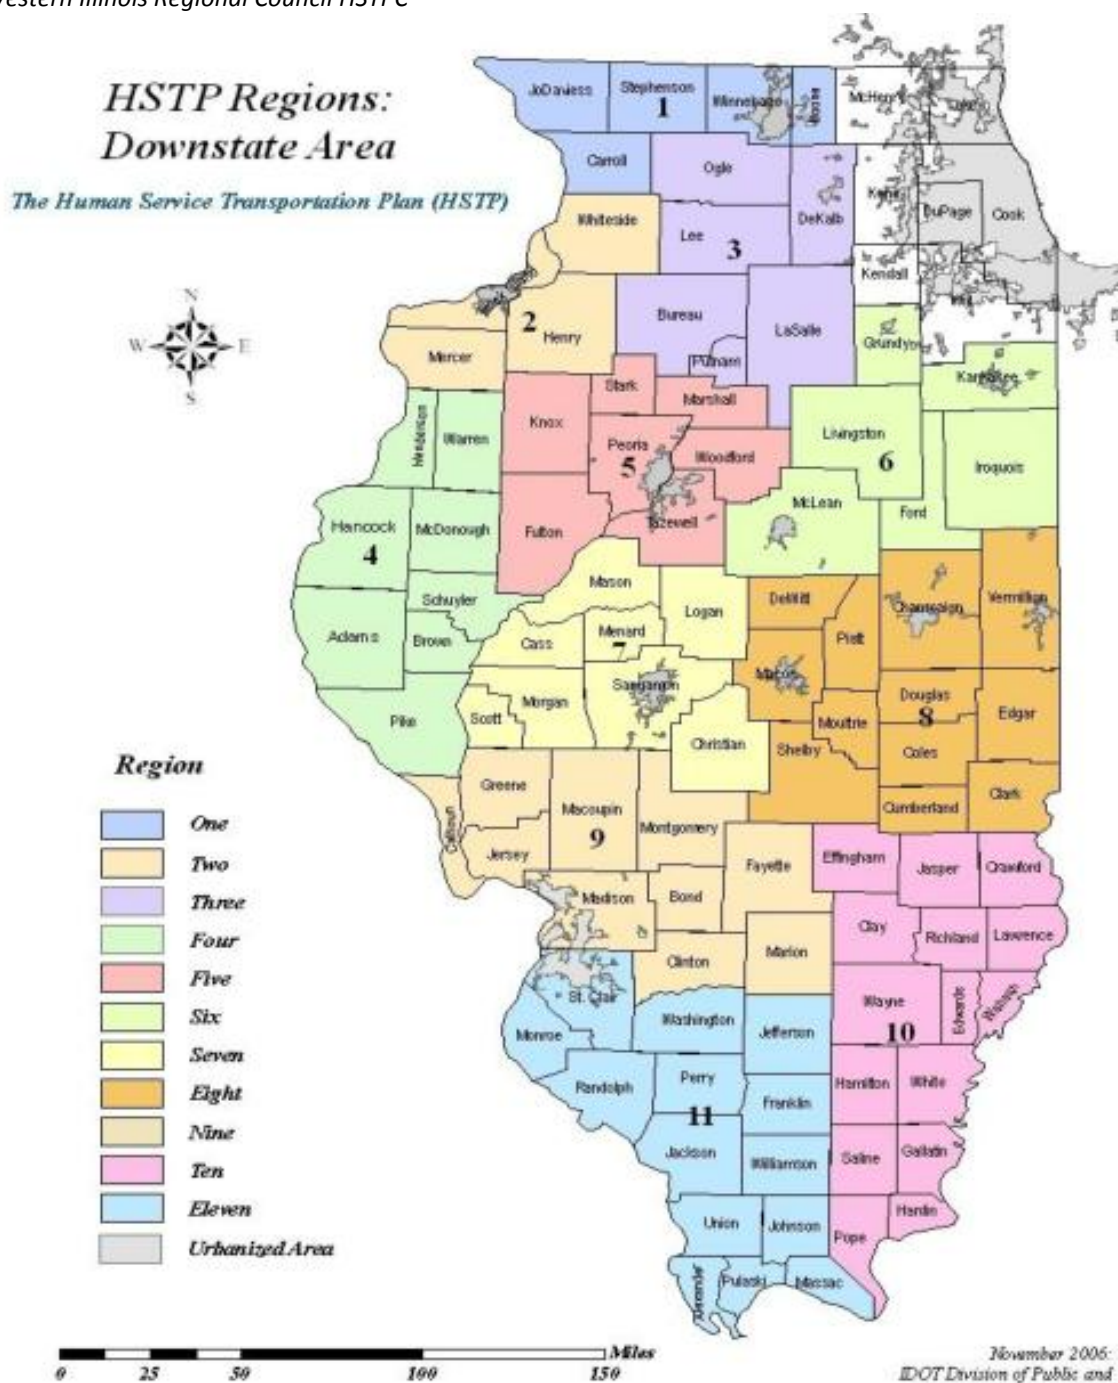 Western Illinois Regional Council HSTPC
HSTP Regions:
Downstate Area
The Human Service Transportation Plan (HSTP)
JoDaviess
Stephenson
1
Winnebago
Boone
McHenry
Lake
Carroll
Ogle
DeKalb
Kane
DuPage
Cook
Whiteside
Lee
3
Kendall
Will
N
W
E
S
2
Henry
Bureau
Putnam
LaSalle
Grundy
Kankakee
Mercer
Stark
Marshall
Henderson
Warren
Knox
Peoria
5
Woodford
Livingston
6
Iroquois
Hancock
4
McDonough
Fulton
Tazewell
McLean
Ford
Schuyler
Mason
Logan
DeWitt
Piatt
Champaign
Vermilion
Adams
Brown
Cass
Menard
7
Macon
Pike
Scott
Morgan
Sangamon
Christian
Shelby
Moultrie
Douglas
8
Edgar
Coles
Region
Greene
Macoupin
9
Montgomery
Cumberland
Clark
Calhoun
Jersey
Fayette
Effingham
Jasper
Crawford
One
Two
Three
Four
Five
Six
Seven
Eight
Nine
Ten
Eleven
Urbanized Area
Madison
Bond
Clay
Richland
Lawrence
Clinton
Marion
St. Clair
Wayne
10
Edwards
Wabash
Monroe
Washington
Jefferson
Randolph
Perry
11
Franklin
Hamilton
White
Jackson
Williamson
Saline
Gallatin
Union
Johnson
Pope
Hardin
Alexander
Pulaski
Massac
Miles
0 25 50 100 150
November 2006:
IDOT Division of Public and